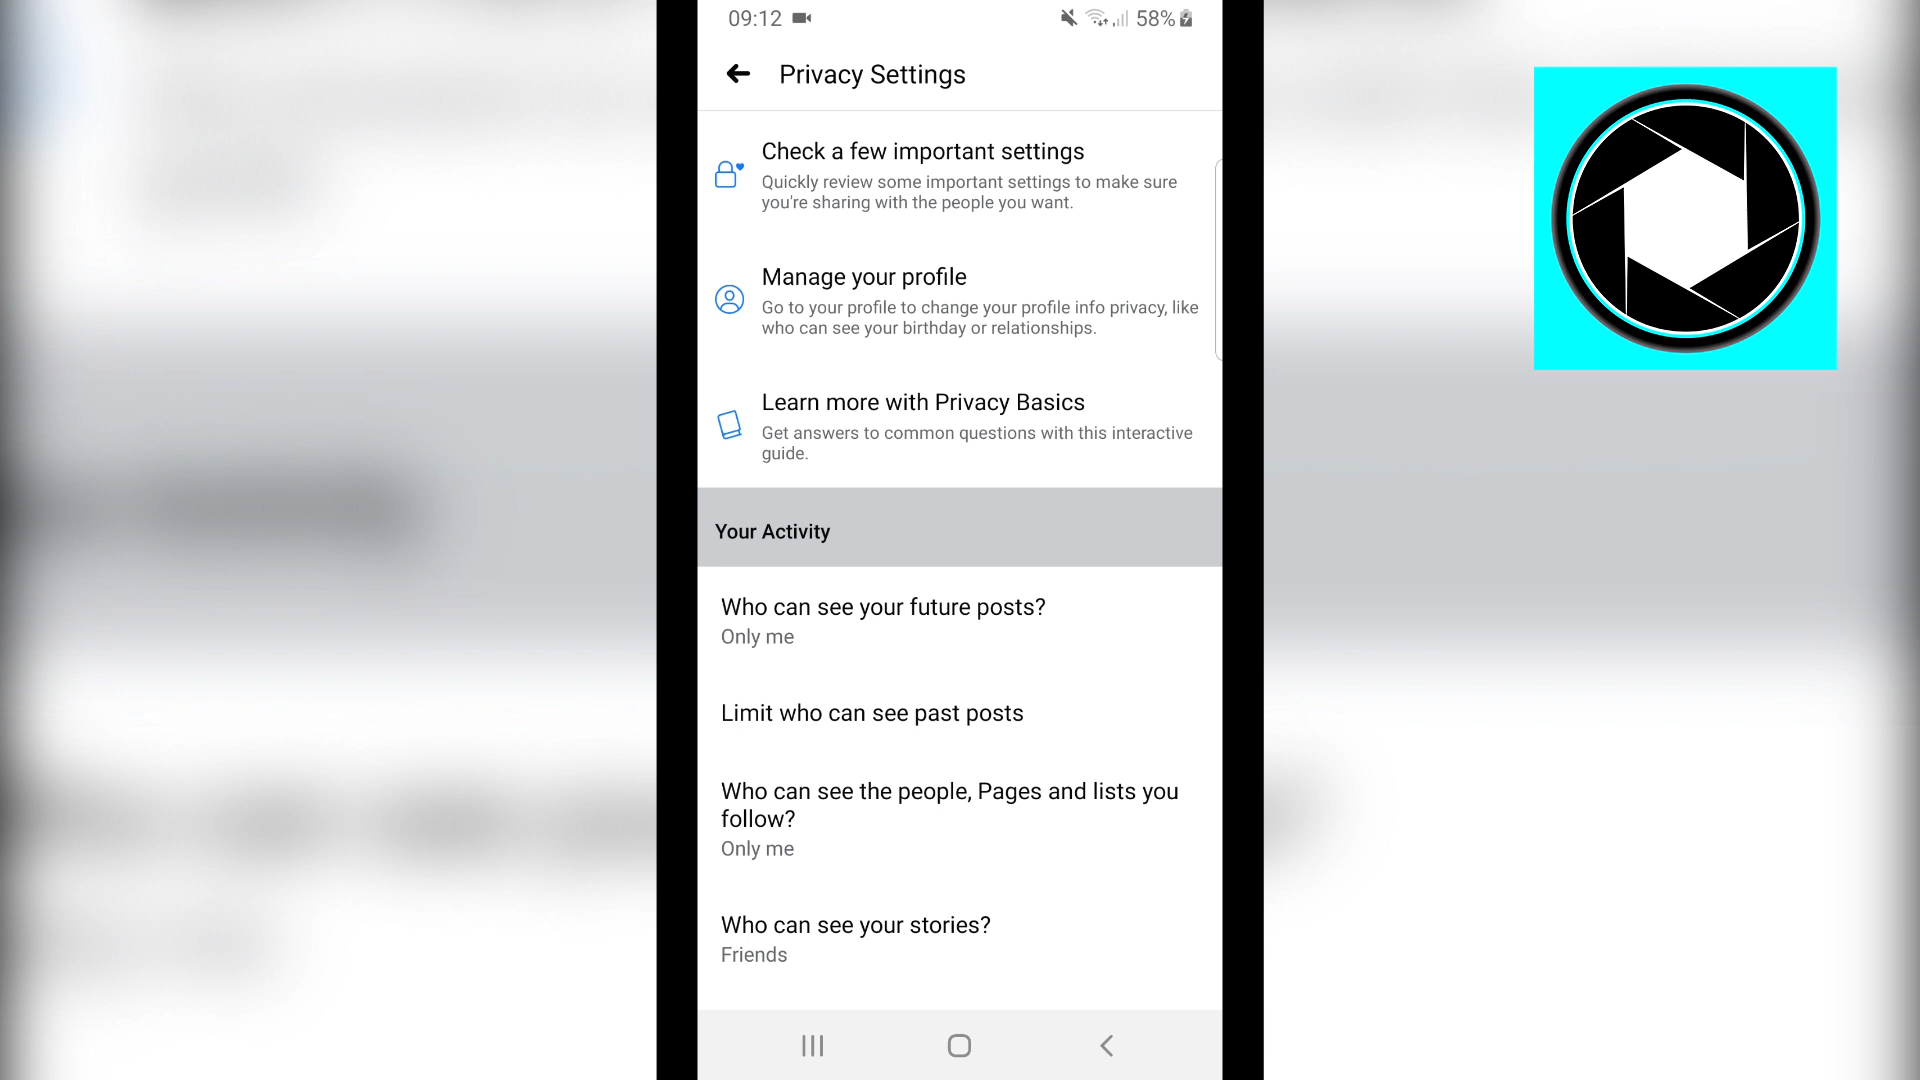 09:12
58%
Privacy Settings
Check a few important settings
Quickly review some important settings to make sure
you're sharing with the people you want.
Manage your profile
Go to your profile to change your profile info privacy, like
who can see your birthday or relationships.
Learn more with Privacy Basics
Get answers to common questions with this interactive
guide.
Your Activity
Who can see your future posts?
Only me
Limit who can see past posts
Who can see the people, Pages and lists you
follow?
Only me
Who can see your stories?
Friends